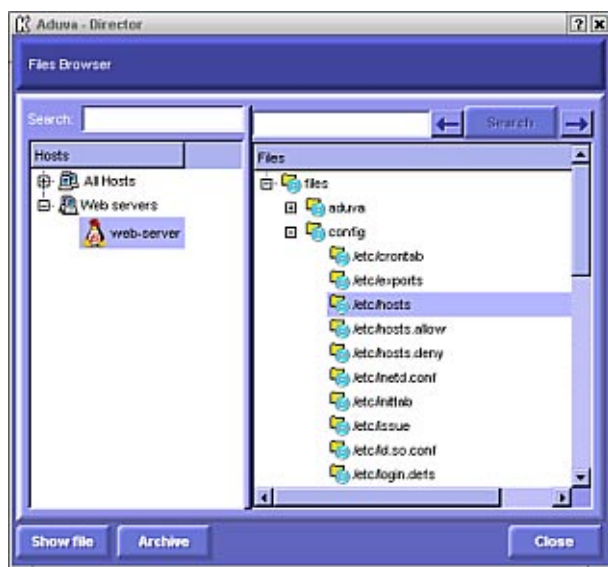 Aduva - Director
Files Browser
Search:
Search
Hosts
Files
All Hosts
Web servers
web-server
files
aduva
config
/etc/crontab
/etc/exports
/etc/hosts
/etc/hosts.allow
/etc/hosts.deny
/etc/inetd.conf
/etc/inittab
/etc/issue
/etc/ld.so.conf
/etc/login.defs
Show file
Archive
Close